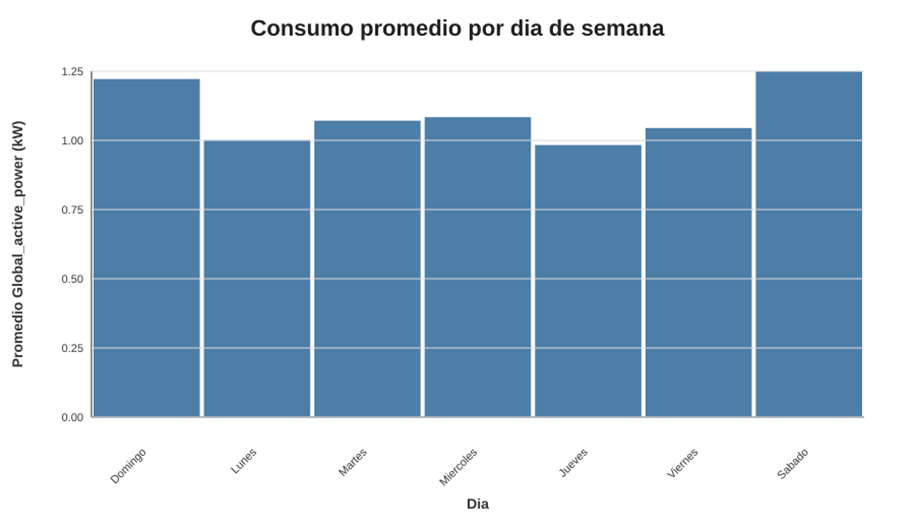 Consumo promedio por dia de semana
Promedio Global_active_power (kW)
1.25
1.00
0.75
0.50
0.25
0.00
Domingo
Lunes
Martes
Miercoles
Jueves
Viernes
Sabado
Dia